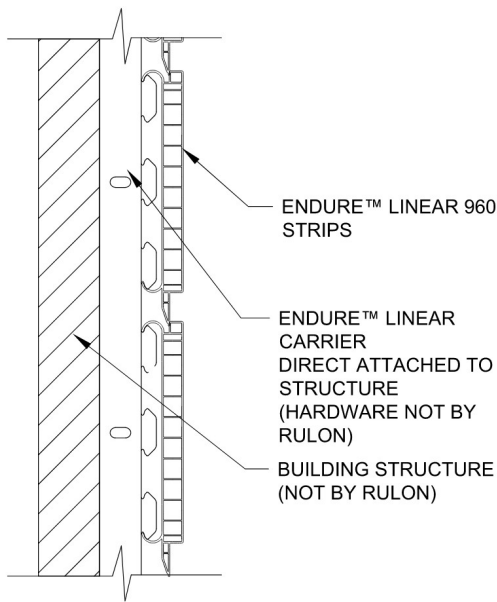 ENDURE™ LINEAR 960
STRIPS
ENDURE™ LINEAR
CARRIER
DIRECT ATTACHED TO
STRUCTURE
(HARDWARE NOT BY
RULON)
BUILDING STRUCTURE
(NOT BY RULON)